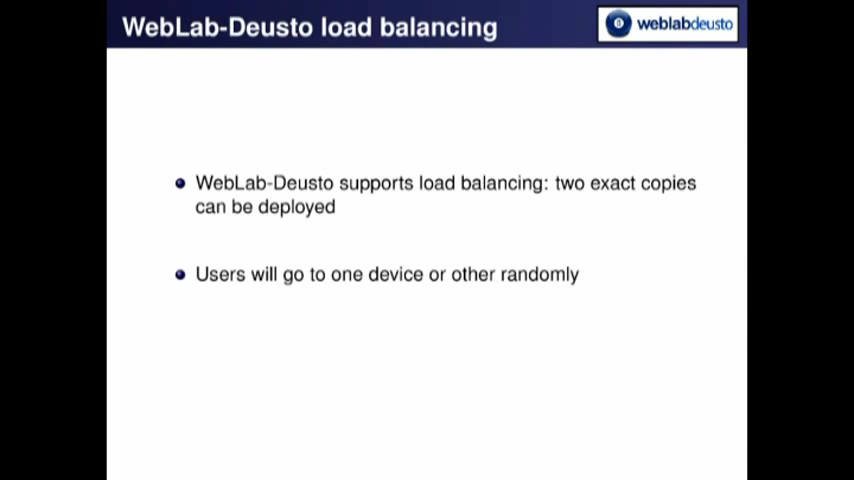 WebLab-Deusto load balancing
weblabdeusto
WebLab-Deusto supports load balancing: two exact copies
can be deployed
Users will go to one device or other randomly